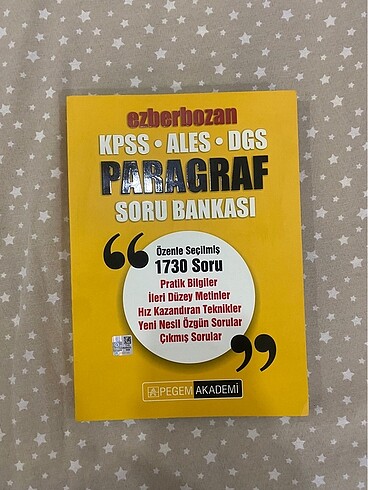 ezberbozan
KPSS • ALES • DGS
PARAGRAF
SORU BANKASI
Özenle Seçilmiş
1730 Soru
Pratik Bilgiler
İleri Düzey Metinler
Hız Kazandıran Teknikler
Yeni Nesil Özgün Sorular
Çıkmış Sorular
PEGEM AKADEMİ